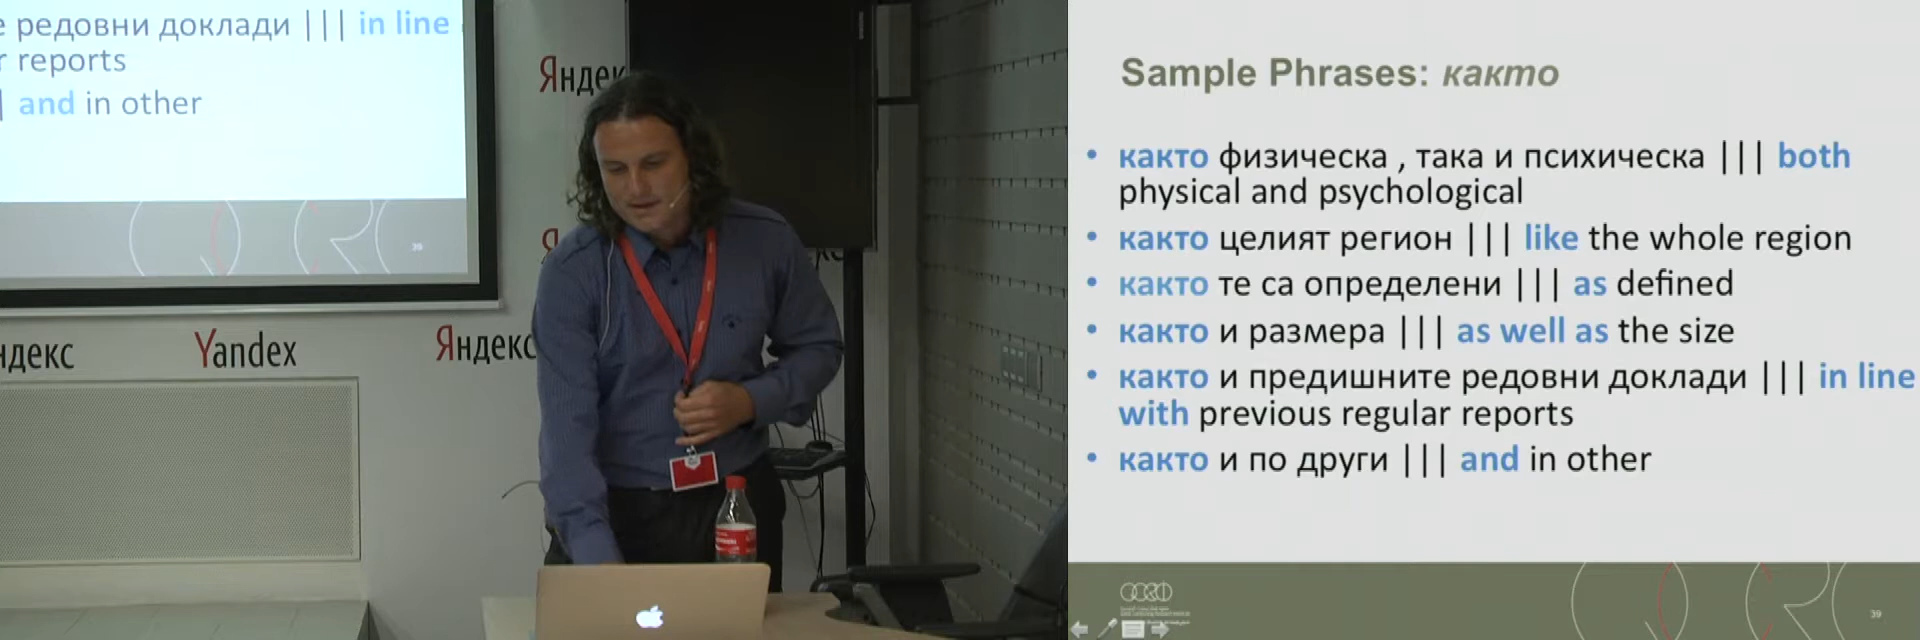 е редовни доклади ||| in line
r reports
| and in other
39
Яндекс
Yandex
Яндекс
Sample Phrases: както
• както физическа , така и психическа ||| both
physical and psychological
• както целият регион ||| like the whole region
• както те са определени ||| as defined
• както и размера ||| as well as the size
• както и предишните редовни доклади ||| in line
with previous regular reports
• както и по други ||| and in other
39